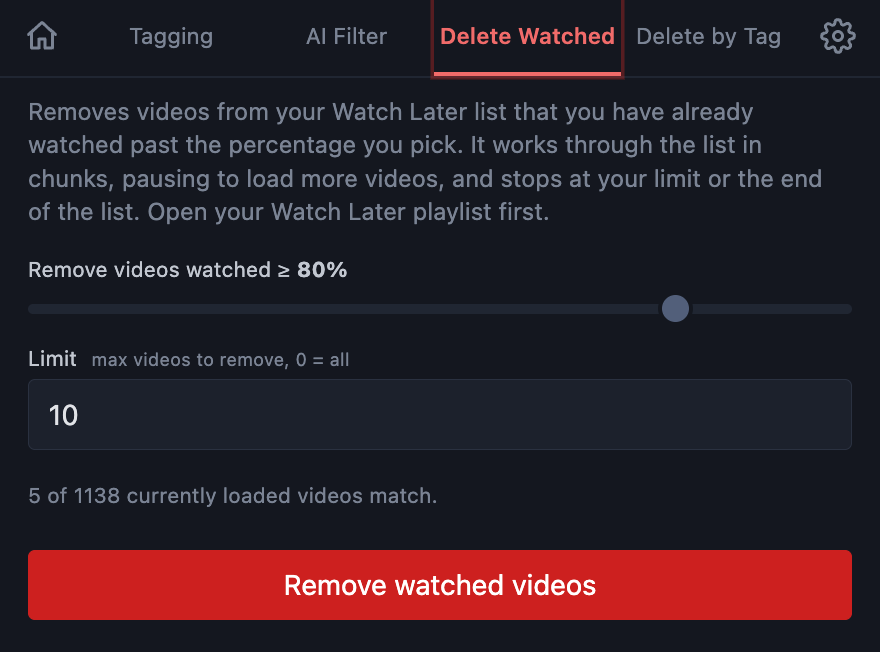 Tagging
AI Filter
Delete Watched
Delete by Tag
Removes videos from your Watch Later list that you have already
watched past the percentage you pick. It works through the list in
chunks, pausing to load more videos, and stops at your limit or the end
of the list. Open your Watch Later playlist first.
Remove videos watched ≥ 80%
Limit max videos to remove, 0 = all
10
5 of 1138 currently loaded videos match.
Remove watched videos